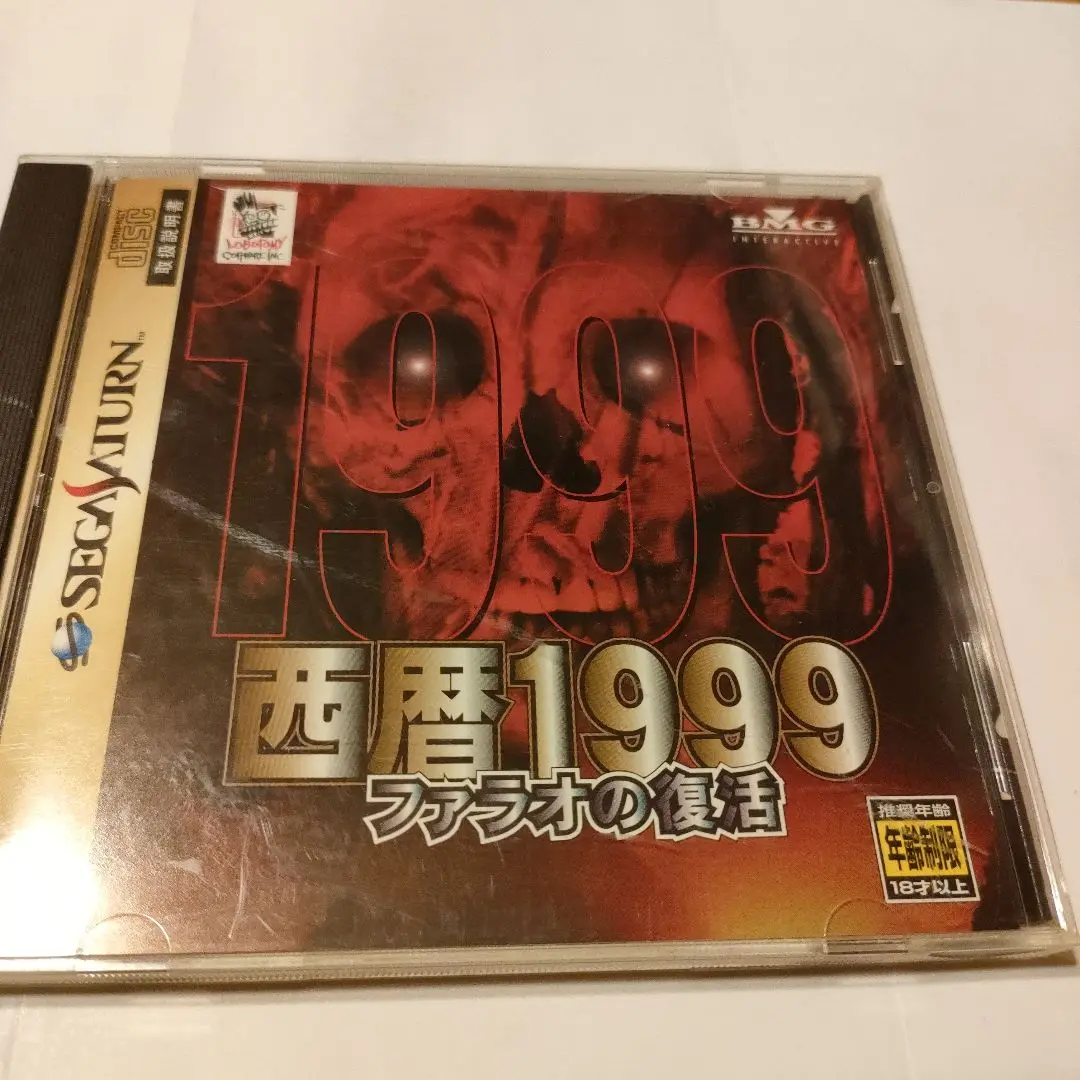 COMPACT
disc
取扱説明書
SEGA SATURN™
LOBOTOMY
SOFTWARE, INC.
BMG
INTERACTIVE
1999
西暦1999
ファラオの復活
推奨年齢
年齢制限
18才以上